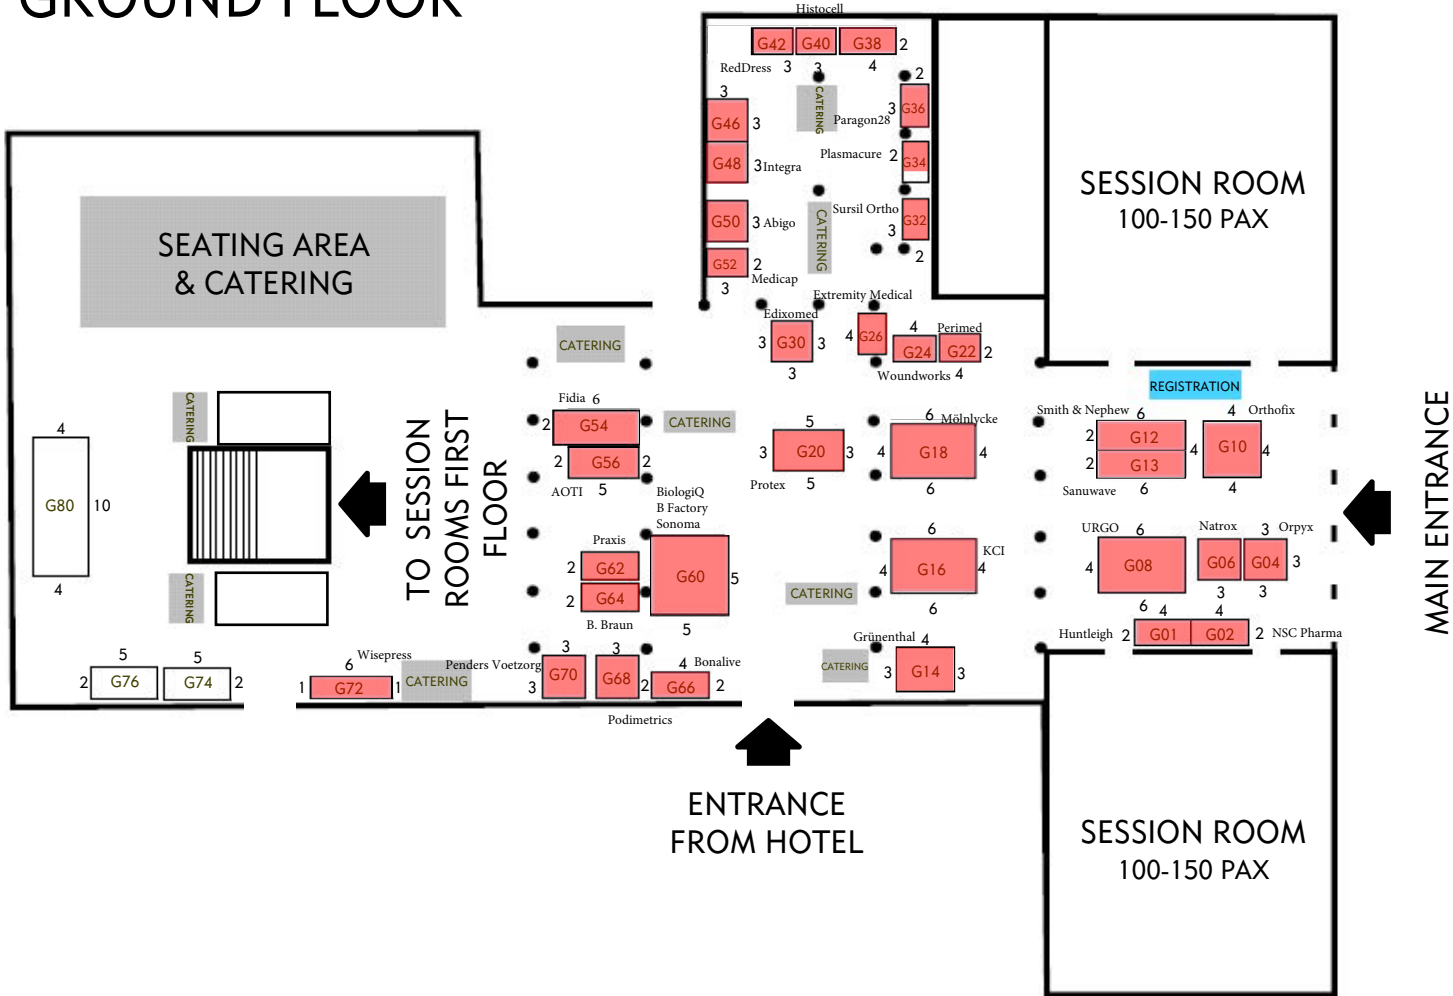 GROUND FLOOR
Histocell
G42
G40
G38
2
RedDress
3
3
4
2
3
CATERING
G36
3
G46
3
Paragon28
Plasmacure
2
G34
G48
3
Integra
SESSION ROOM
100-150 PAX
Sursil Ortho
G32
3
G50
3
Abigo
CATERING
2
G52
2
3
Medicap
SEATING AREA
& CATERING
Extremity Medical
Edixomed
3
G30
3
3
4
G26
4
G24
Perimed
G22
2
Woundworks
4
CATERING
REGISTRATION
CATERING
Fidia
6
2
G54
CATERING
2
G56
2
AOTI
5
5
G20
3
3
Protex
5
6
Mölnlycke
4
G18
4
6
Smith & Nephew
6
2
G12
4
2
G13
Sanuwave
6
4
Orthofix
G10
4
4
MAIN ENTRANCE
4
G80
10
4
TO SESSION
ROOMS FIRST
FLOOR
BiologiQ
B Factory
Sonoma
G60
5
5
Praxis
2
G62
2
G64
B. Braun
6
KCI
4
G16
4
6
URGO
6
4
G08
6
Natrox
G06
3
3
Orpyx
G04
3
3
CATERING
CATERING
4
4
Huntleigh
2
G01
G02
2
NSC Pharma
Grünenthal
4
CATERING
3
G14
3
5
2
G76
5
G74
2
6
Wisepress
1
G72
1
CATERING
Penders Voetzorg
3
G70
3
3
G68
2
4
Bonalive
G66
2
Podimetrics
ENTRANCE
FROM HOTEL
SESSION ROOM
100-150 PAX